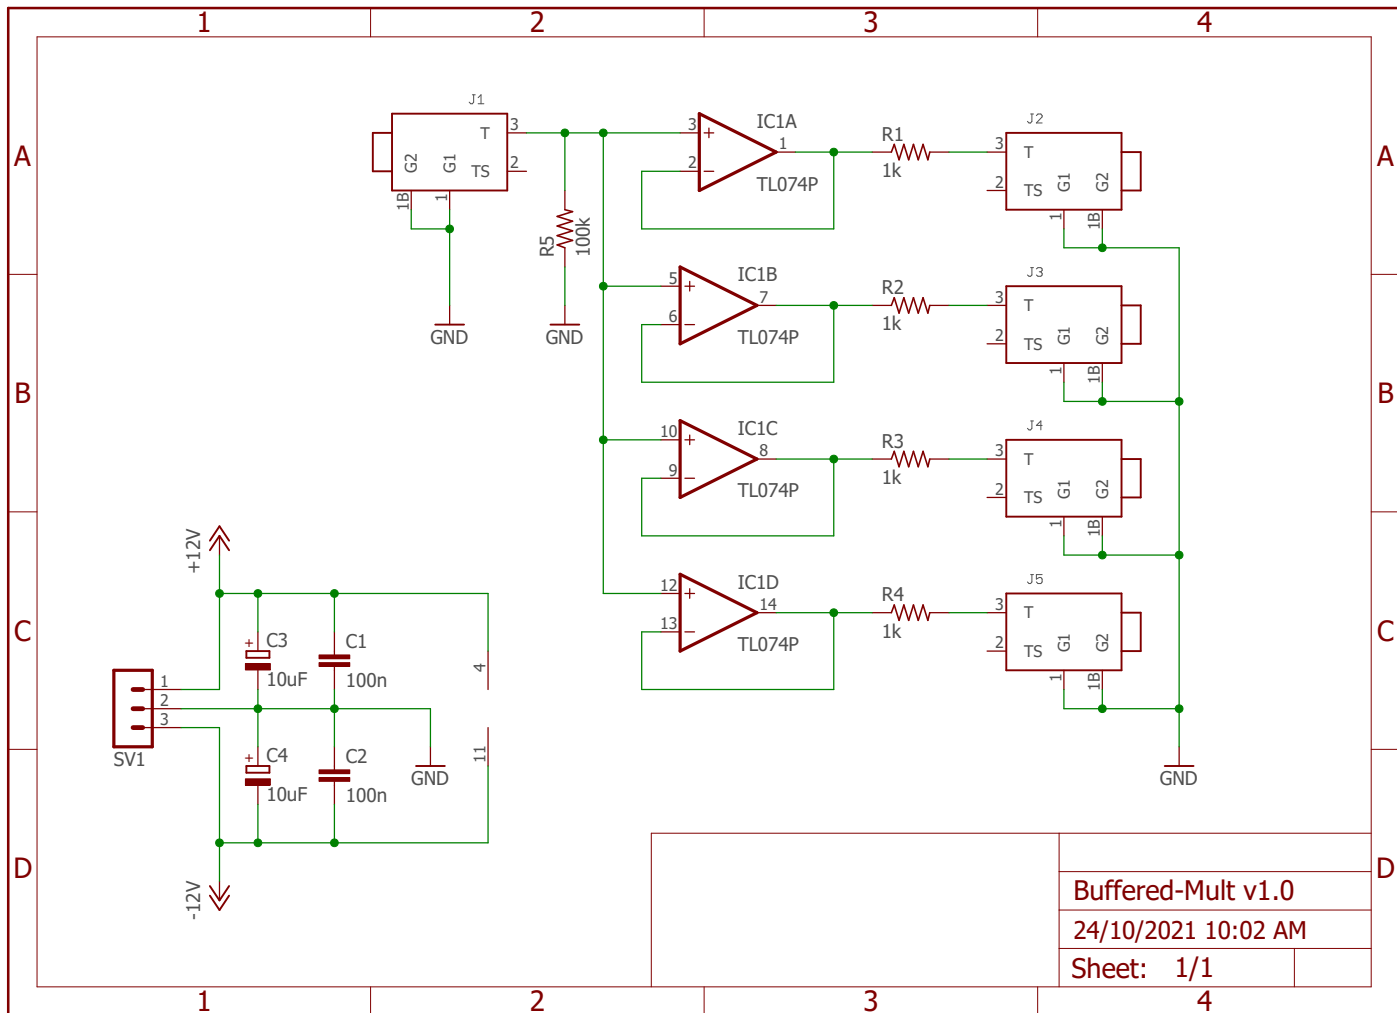 1 2 3 4
A A
B B
C C
D D
J1
T 3
G2 G1 TS 2
1B 1
GND
R5 100k
GND
3 + IC1A
1
2 − TL074P
R1
1k
J2
3 T
2 TS G1 G2
1 1B
5 + IC1B
7
6 − TL074P
R2
1k
J3
3 T
2 TS G1 G2
1 1B
10 + IC1C
8
9 − TL074P
R3
1k
J4
3 T
2 TS G1 G2
1 1B
12 + IC1D
14
13 − TL074P
R4
1k
J5
3 T
2 TS G1 G2
1 1B
GND
+12V
+ C3
10uF
C1
100n
4
1
2
3
SV1
+ C4
10uF
C2
100n
GND
11
-12V
Buffered-Mult v1.0
24/10/2021 10:02 AM
Sheet: 1/1
1 2 3 4